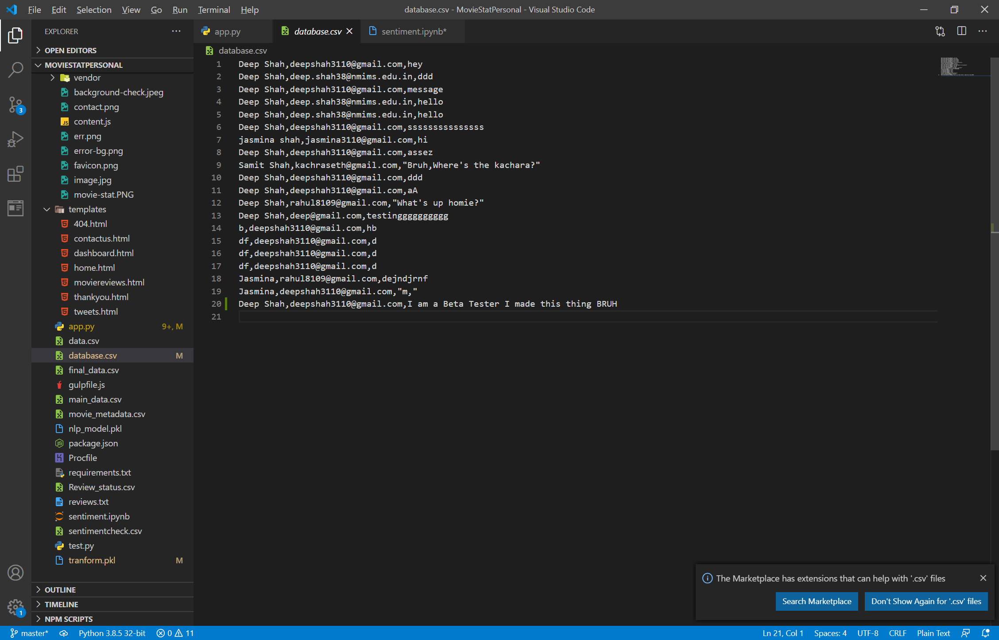 File Edit Selection View Go Run Terminal Help database.csv - MovieStatPersonal - Visual Studio Code
EXPLORER
app.py database.csv sentiment.ipynb*
OPEN EDITORS
MOVIESTATPERSONAL
vendor
background-check.jpeg
contact.png
content.js
err.png
error-bg.png
favicon.png
image.jpg
movie-stat.PNG
templates
404.html
contactus.html
dashboard.html
home.html
moviereviews.html
thankyou.html
tweets.html
app.py 9+, M
data.csv
database.csv M
final_data.csv
gulpfile.js
main_data.csv
movie_metadata.csv
nlp_model.pkl
package.json
Procfile
requirements.txt
Review_status.csv
reviews.txt
sentiment.ipynb
sentimentcheck.csv
test.py
tranform.pkl M
OUTLINE
TIMELINE
NPM SCRIPTS
3
1
database.csv
1 Deep Shah,deepshah3110@gmail.com,hey
2 Deep Shah,deep.shah38@nmims.edu.in,ddd
3 Deep Shah,deepshah3110@gmail.com,message
4 Deep Shah,deep.shah38@nmims.edu.in,hello
5 Deep Shah,deep.shah38@nmims.edu.in,hello
6 Deep Shah,deepshah3110@gmail.com,sssssssssssssss
7 jasmina shah,jasmina3110@gmail.com,hi
8 Deep Shah,deepshah3110@gmail.com,assez
9 Samit Shah,kachraseth@gmail.com,"Bruh,Where's the kachara?"
10 Deep Shah,deepshah3110@gmail.com,ddd
11 Deep Shah,deepshah3110@gmail.com,aA
12 Deep Shah,rahul8109@gmail.com,"What's up homie?"
13 Deep Shah,deep@gmail.com,testingggggggggg
14 b,deepshah3110@gmail.com,hb
15 df,deepshah3110@gmail.com,d
16 df,deepshah3110@gmail.com,d
17 df,deepshah3110@gmail.com,d
18 Jasmina,rahul8109@gmail.com,dejndjrnf
19 Jasmina,deepshah3110@gmail.com,"m,"
20 Deep Shah,deepshah3110@gmail.com,I am a Beta Tester I made this thing BRUH
21
The Marketplace has extensions that can help with '.csv' files
Search Marketplace Don't Show Again for '.csv' files
master* Python 3.8.5 32-bit 0 11 Ln 21, Col 1 Spaces: 4 UTF-8 CRLF Plain Text